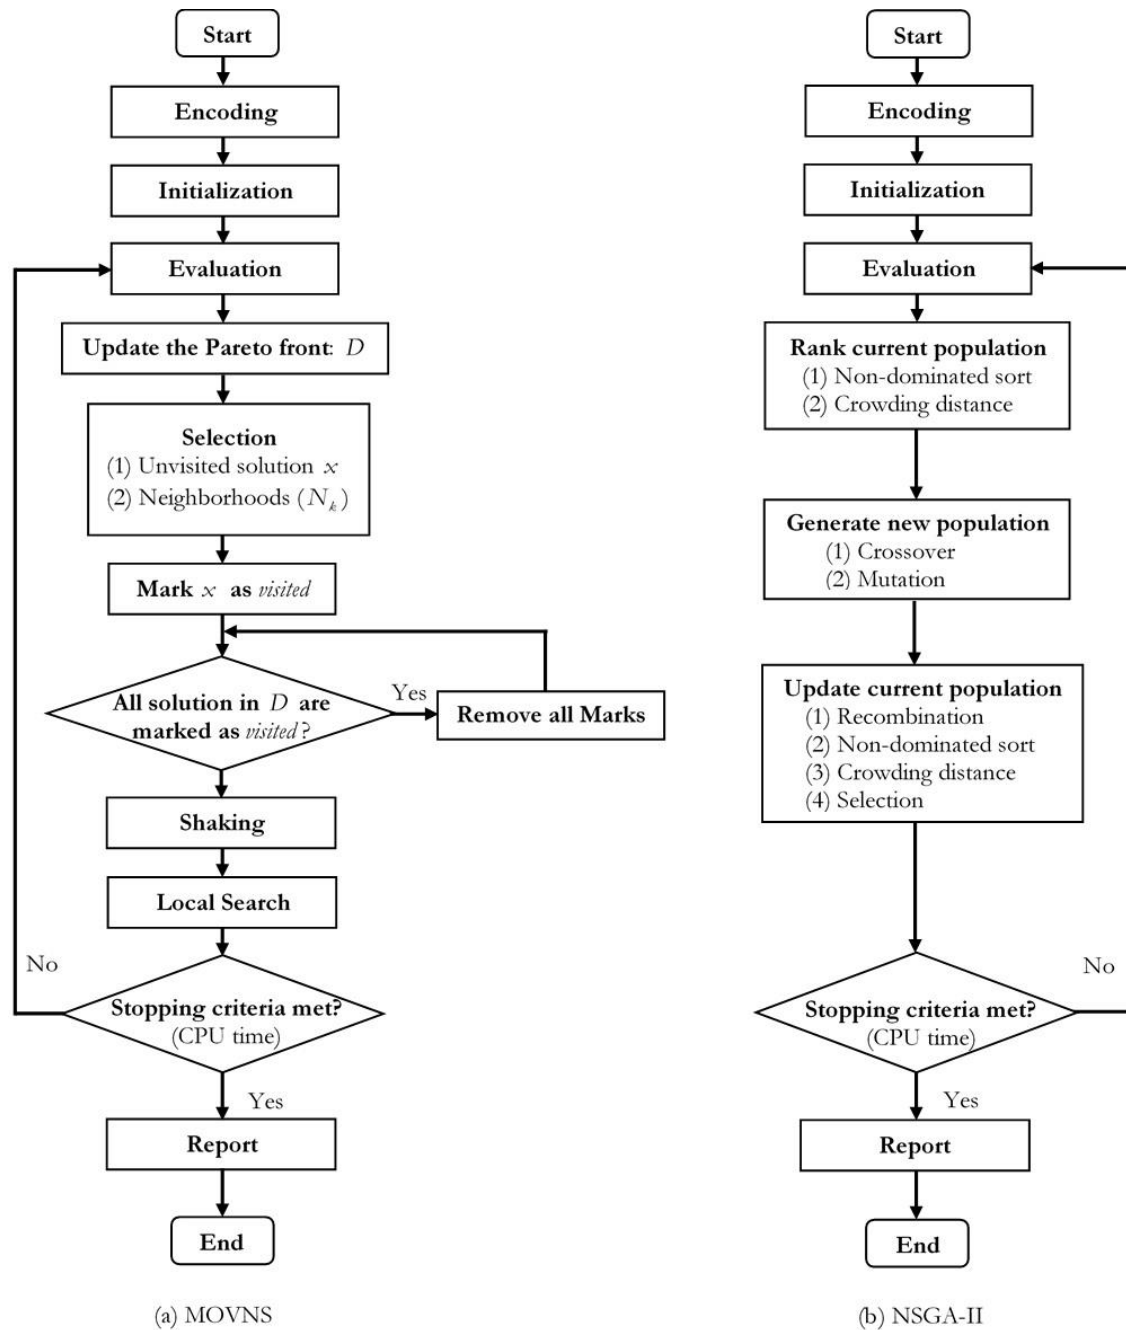 Start
Encoding
Initialization
Evaluation
Update the Pareto front: D
Selection
(1) Unvisited solution x
(2) Neighborhoods (N_k)
Mark x as visited
All solution in D are
marked as visited?
Yes
Remove all Marks
Shaking
Local Search
No
Stopping criteria met?
(CPU time)
Yes
Report
End
(a) MOVNS
Start
Encoding
Initialization
Evaluation
Rank current population
(1) Non-dominated sort
(2) Crowding distance
Generate new population
(1) Crossover
(2) Mutation
Update current population
(1) Recombination
(2) Non-dominated sort
(3) Crowding distance
(4) Selection
No
Stopping criteria met?
(CPU time)
Yes
Report
End
(b) NSGA-II